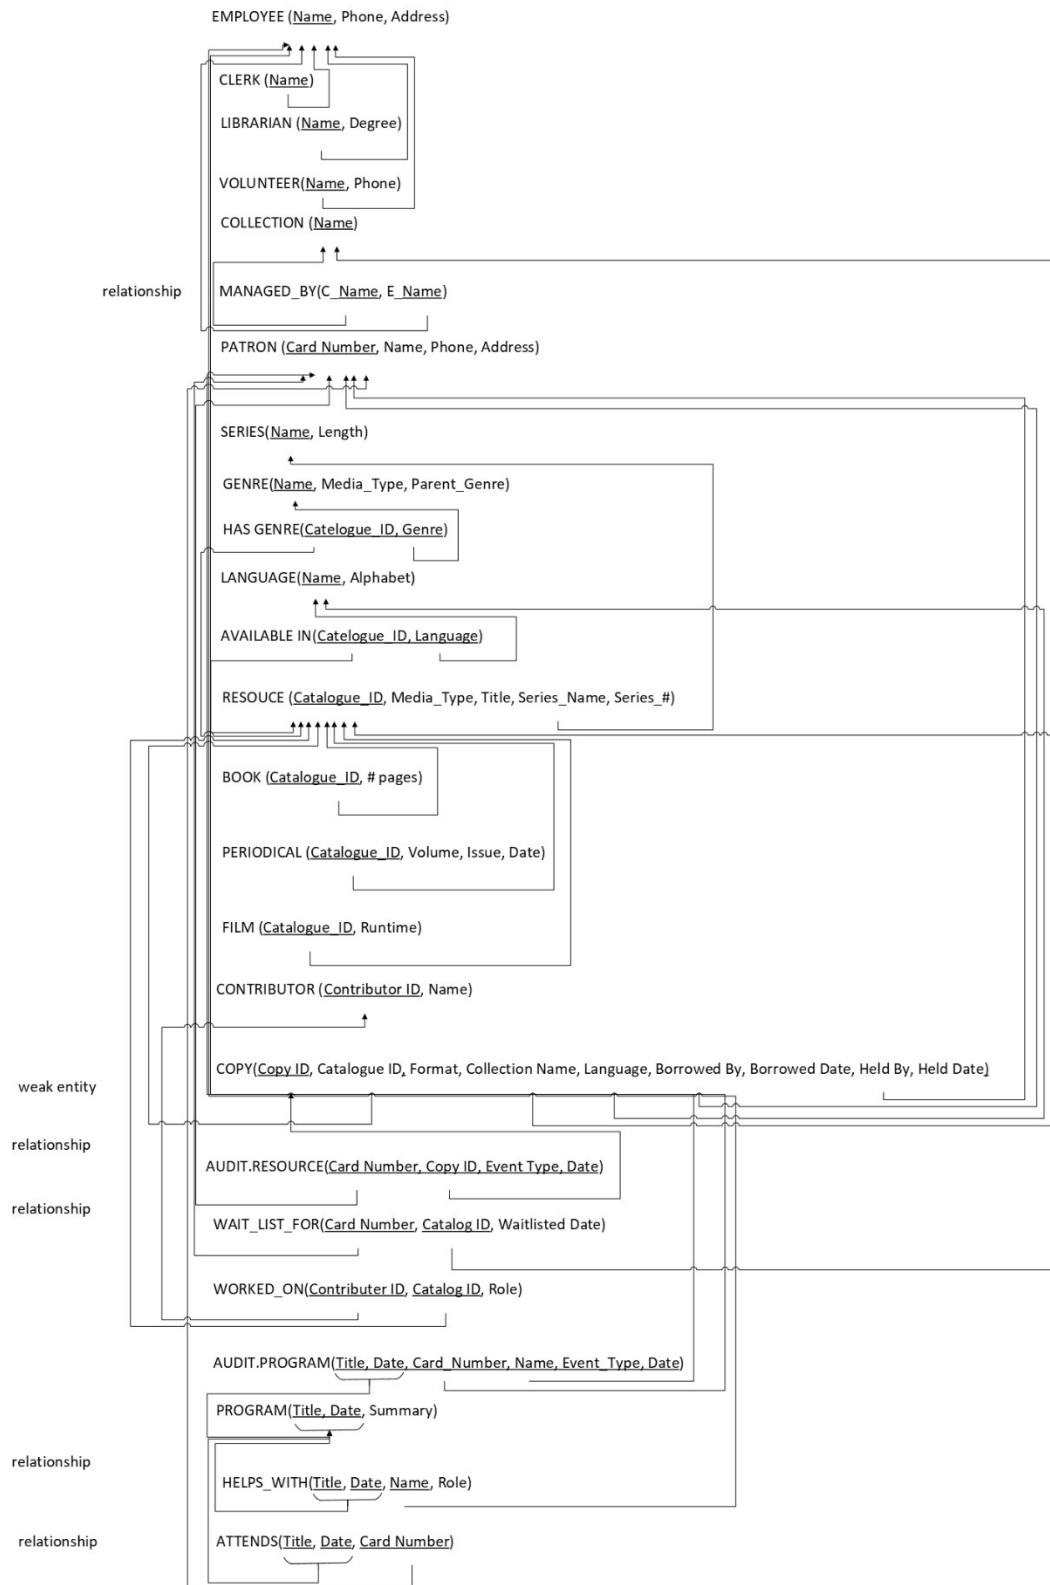 EMPLOYEE (Name, Phone, Address)
CLERK (Name)
LIBRARIAN (Name, Degree)
VOLUNTEER(Name, Phone)
COLLECTION (Name)
relationship
MANAGED_BY(C_Name, E_Name)
PATRON (Card Number, Name, Phone, Address)
SERIES(Name, Length)
GENRE(Name, Media_Type, Parent_Genre)
HAS GENRE(Catelogue_ID, Genre)
LANGUAGE(Name, Alphabet)
AVAILABLE IN(Catelogue_ID, Language)
RESOUCE (Catalogue_ID, Media_Type, Title, Series_Name, Series_#)
BOOK (Catalogue_ID, # pages)
PERIODICAL (Catalogue_ID, Volume, Issue, Date)
FILM (Catalogue_ID, Runtime)
CONTRIBUTOR (Contributor ID, Name)
COPY(Copy ID, Catalogue ID, Format, Collection Name, Language, Borrowed By, Borrowed Date, Held By, Held Date)
weak entity
relationship
AUDIT.RESOURCE(Card Number, Copy ID, Event Type, Date)
relationship
WAIT_LIST_FOR(Card Number, Catalog ID, Waitlisted Date)
WORKED_ON(Contributer ID, Catalog ID, Role)
AUDIT.PROGRAM(Title, Date, Card_Number, Name, Event_Type, Date)
PROGRAM(Title, Date, Summary)
relationship
HELPS_WITH(Title, Date, Name, Role)
relationship
ATTENDS(Title, Date, Card Number)